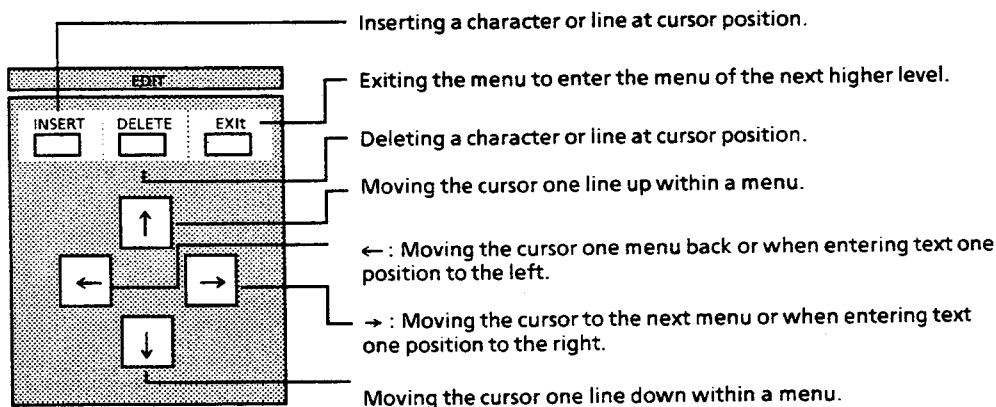 Inserting a character or line at cursor position.
EDIT
Exiting the menu to enter the menu of the next higher level.
INSERT DELETE EXIt
Deleting a character or line at cursor position.
Moving the cursor one line up within a menu.
↑
← : Moving the cursor one menu back or when entering text one
position to the left.
← →
→ : Moving the cursor to the next menu or when entering text
one position to the right.
↓
Moving the cursor one line down within a menu.